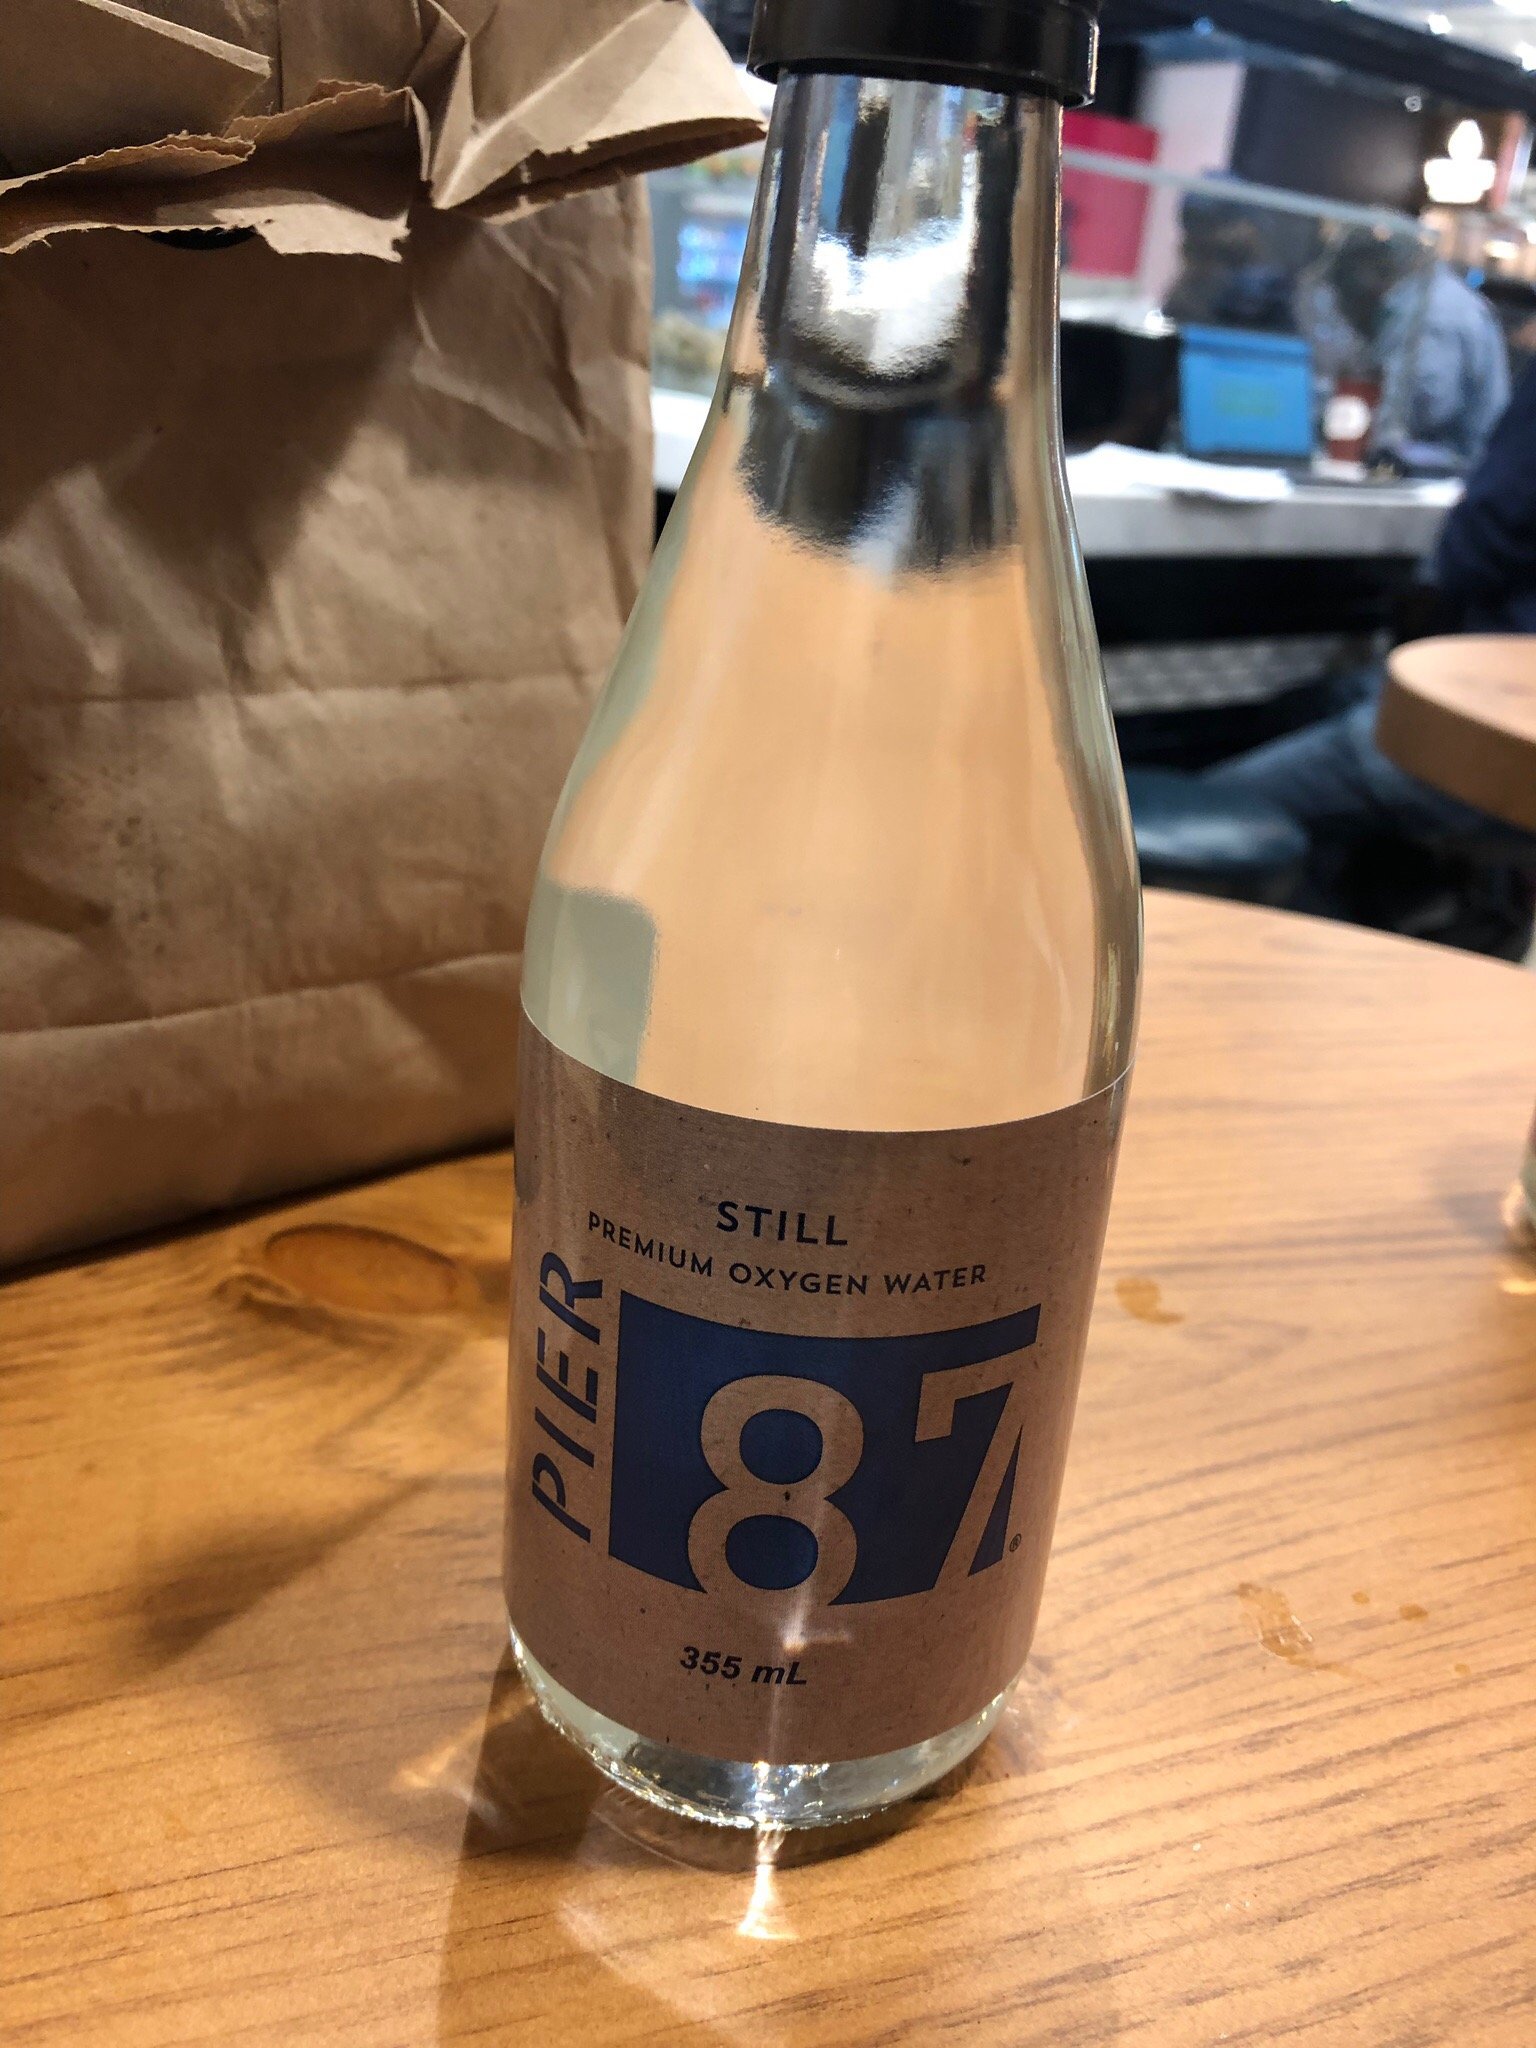 STILL
PREMIUM OXYGEN WATER
PIER
87®
355 mL